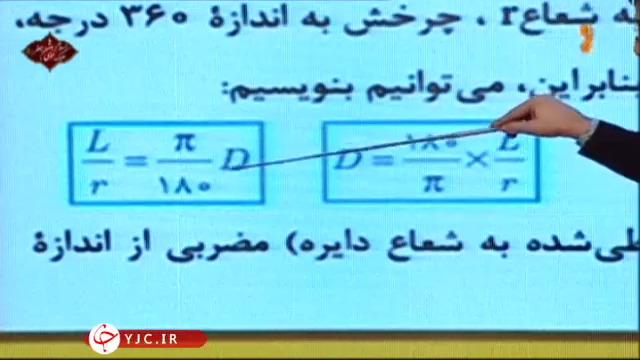 به شعاع r ، چرخش به اندازهٔ ۳۶۰ درجه،
بنابراین، می‌توانیم بنویسیم:
D = ۱۸۰/π × L/r
L/r = π/۱۸۰ D
طی‌شده به شعاع دایره) مضربی از اندازهٔ
YJC.IR